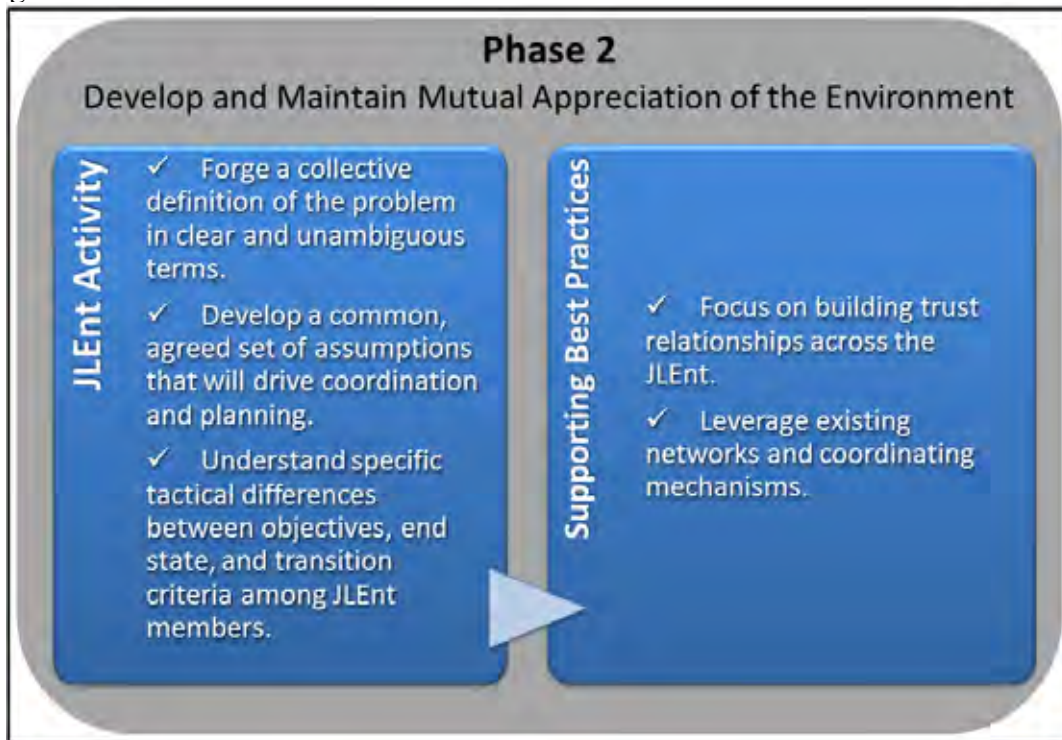 Phase 2
Develop and Maintain Mutual Appreciation of the Environment
JLEnt Activity
✓ Forge a collective
definition of the problem
in clear and unambiguous
terms.
✓ Develop a common,
agreed set of assumptions
that will drive coordination
and planning.
✓ Understand specific
tactical differences
between objectives, end
state, and transition
criteria among JLEnt
members.
Supporting Best Practices
✓ Focus on building trust
relationships across the
JLEnt.
✓ Leverage existing
networks and coordinating
mechanisms.